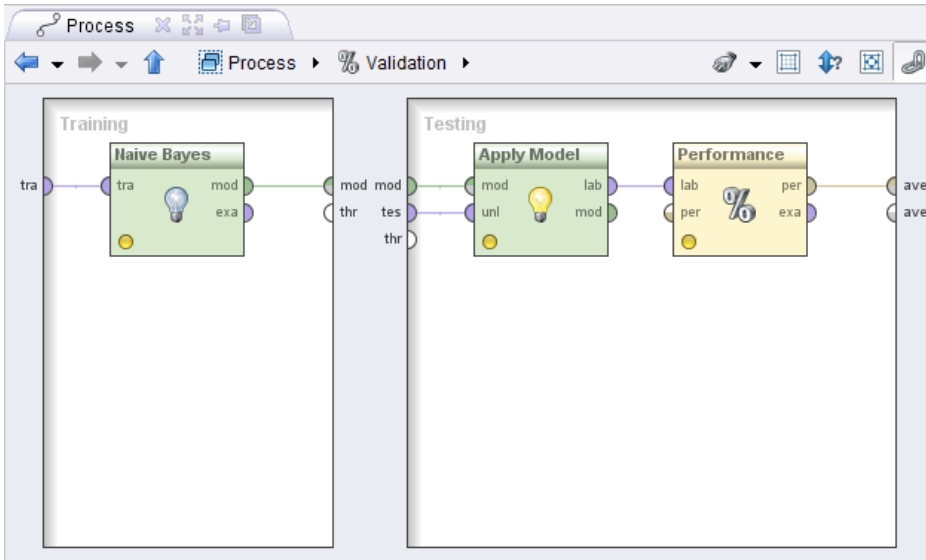 Process
Process Validation
Training
Testing
Naive Bayes
Apply Model
Performance
tra
tra
mod
mod
mod
mod
lab
lab
per
ave
exa
thr
tes
unl
mod
per
exa
ave
thr